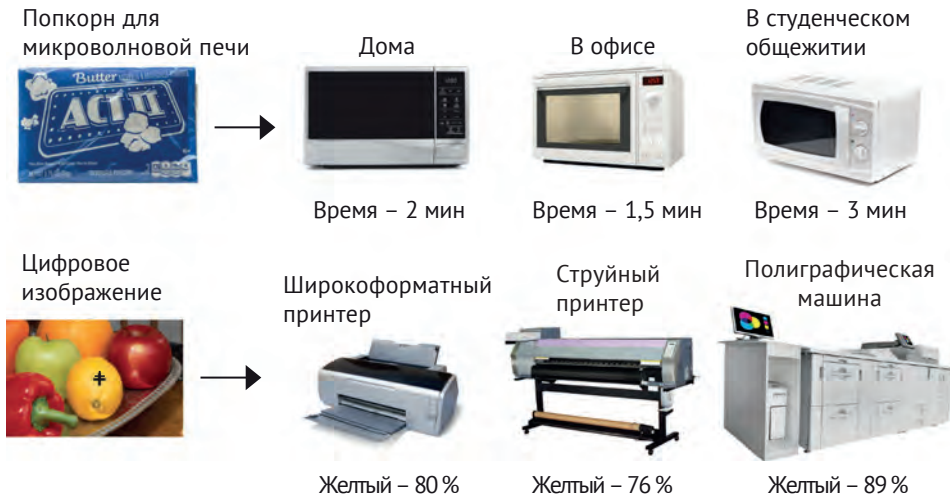 Попкорн для
микроволновой печи
Дома
В офисе
В студенческом
общежитии
Butter
ACT II
Время – 2 мин
Время – 1,5 мин
Время – 3 мин
Цифровое
изображение
Широкоформатный
принтер
Струйный
принтер
Полиграфическая
машина
Желтый – 80 %
Желтый – 76 %
Желтый – 89 %